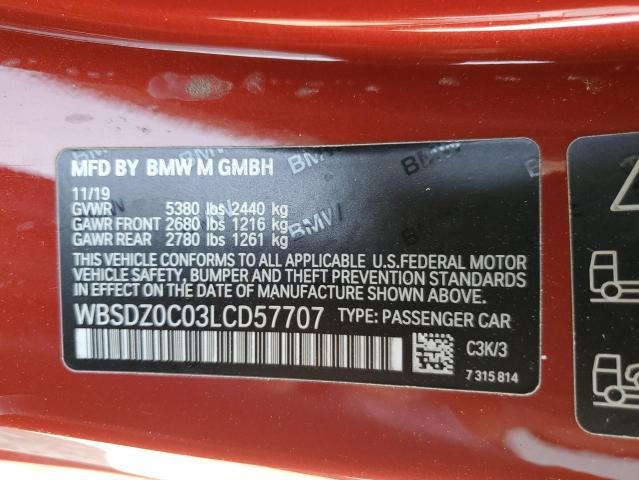 MFD BY BMW M GMBH
11/19
GVWR 5380 lbs 2440 kg
GAWR FRONT 2680 lbs 1216 kg
GAWR REAR 2780 lbs 1261 kg
THIS VEHICLE CONFORMS TO ALL APPLICABLE U.S.FEDERAL MOTOR
VEHICLE SAFETY, BUMPER AND THEFT PREVENTION STANDARDS
IN EFFECT ON THE DATE OF MANUFACTURE SHOWN ABOVE.
WBSDZ0C03LCD57707 TYPE: PASSENGER CAR
C3K/3
7 315 814